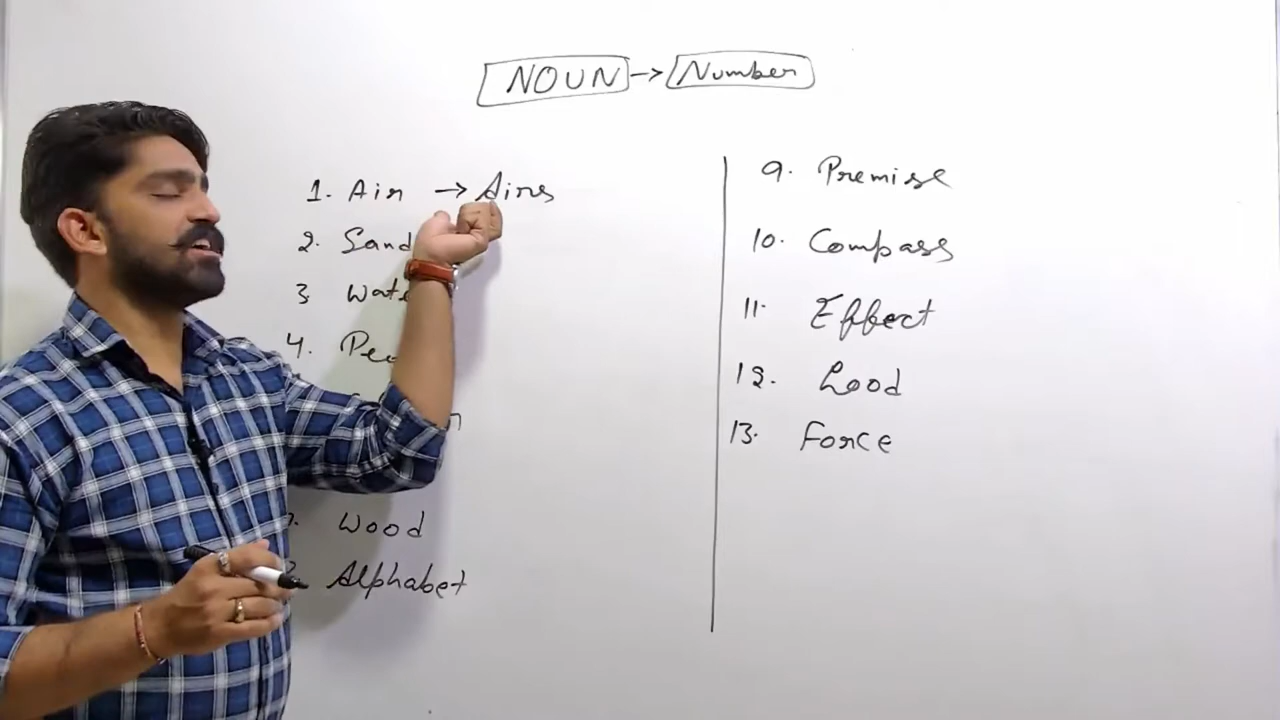 NOUN → Number
1. Air → Airs
2. Sand
3. Wate
4. Pe
Wood
Alphabet
9. Premise
10. Compass
11. Effect
12. Lood
13. Force